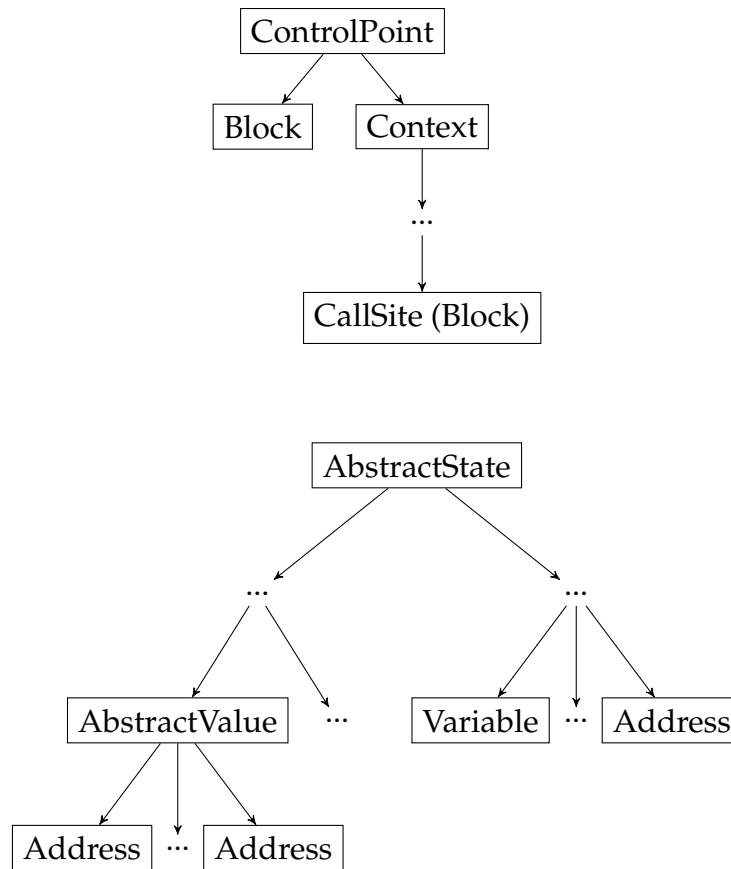 ControlPoint
Block Context
...
CallSite (Block)
AbstractState
... ...
AbstractValue ... Variable ... Address
Address ... Address